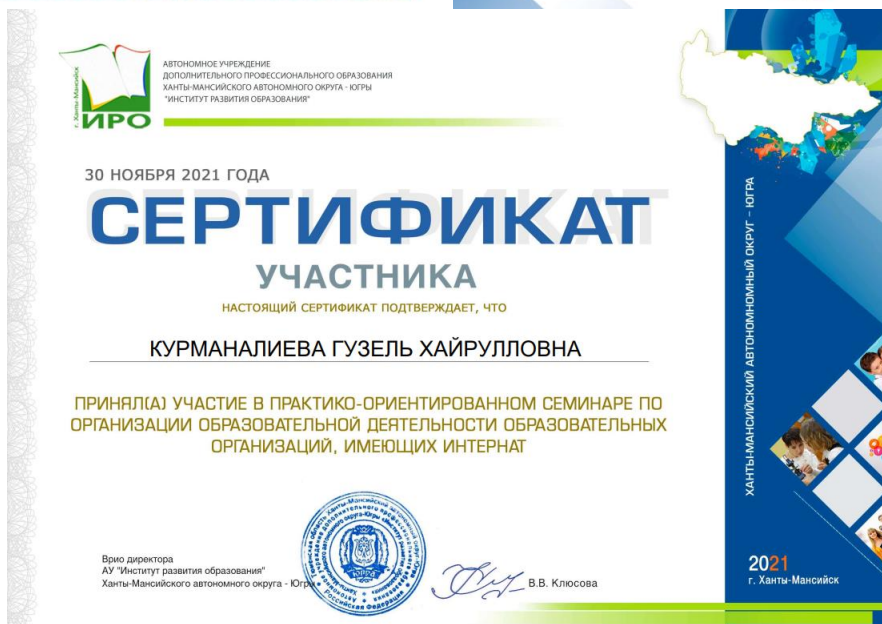 АВТОНОМНОЕ УЧРЕЖДЕНИЕ
ДОПОЛНИТЕЛЬНОГО ПРОФЕССИОНАЛЬНОГО ОБРАЗОВАНИЯ
ХАНТЫ-МАНСИЙСКОГО АВТОНОМНОГО ОКРУГА - ЮГРЫ
"ИНСТИТУТ РАЗВИТИЯ ОБРАЗОВАНИЯ"
г. Ханты-Мансийск
ИРО
30 НОЯБРЯ 2021 ГОДА
СЕРТИФИКАТ
УЧАСТНИКА
НАСТОЯЩИЙ СЕРТИФИКАТ ПОДТВЕРЖДАЕТ, ЧТО
КУРМАНАЛИЕВА ГУЗЕЛЬ ХАЙРУЛЛОВНА
ПРИНЯЛ(А) УЧАСТИЕ В ПРАКТИКО-ОРИЕНТИРОВАННОМ СЕМИНАРЕ ПО
ОРГАНИЗАЦИИ ОБРАЗОВАТЕЛЬНОЙ ДЕЯТЕЛЬНОСТИ ОБРАЗОВАТЕЛЬНЫХ
ОРГАНИЗАЦИЙ, ИМЕЮЩИХ ИНТЕРНАТ
Врио директора
АУ "Институт развития образования"
Ханты-Мансийского автономного округа - Югры
В.В. Клюсова
Российская Федерация
ХАНТЫ-МАНСИЙСКИЙ АВТОНОМНОМНЫЙ ОКРУГ – ЮГРА
2021
г. Ханты-Мансийск